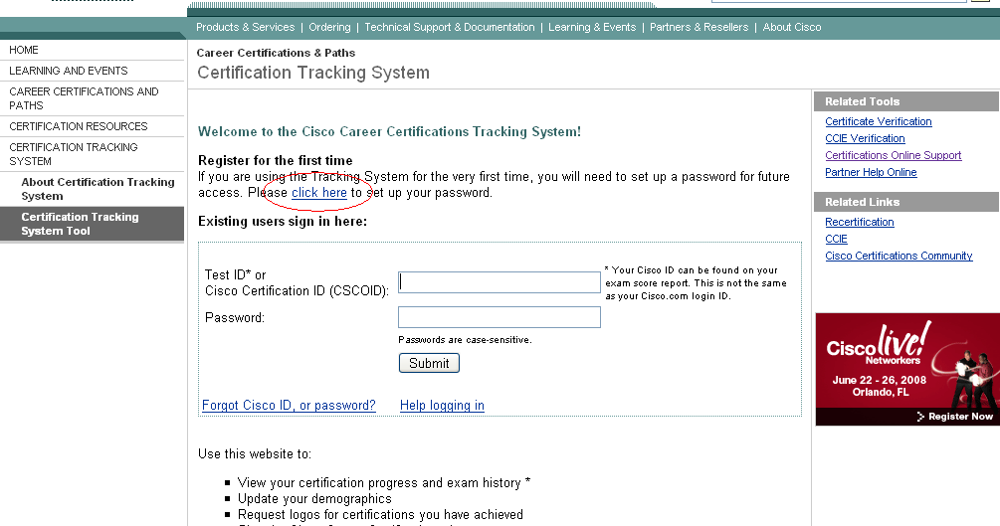 Products & Services | Ordering | Technical Support & Documentation | Learning & Events | Partners & Resellers | About Cisco
HOME
LEARNING AND EVENTS
CAREER CERTIFICATIONS AND
PATHS
CERTIFICATION RESOURCES
CERTIFICATION TRACKING
SYSTEM
About Certification Tracking
System
Certification Tracking
System Tool
Career Certifications & Paths
Certification Tracking System
Welcome to the Cisco Career Certifications Tracking System!
Register for the first time
If you are using the Tracking System for the very first time, you will need to set up a password for future
access. Please click here to set up your password.
Existing users sign in here:
Test ID* or
Cisco Certification ID (CSCOID):
* Your Cisco ID can be found on your
exam score report. This is not the same
as your Cisco.com login ID.
Password:
Passwords are case-sensitive.
Submit
Forgot Cisco ID, or password?
Help logging in
Use this website to:
View your certification progress and exam history *
Update your demographics
Request logos for certifications you have achieved
Related Tools
Certificate Verification
CCIE Verification
Certifications Online Support
Partner Help Online
Related Links
Recertification
CCIE
Cisco Certifications Community
Cisco live!
Networkers
June 22 - 26, 2008
Orlando, FL
Register Now